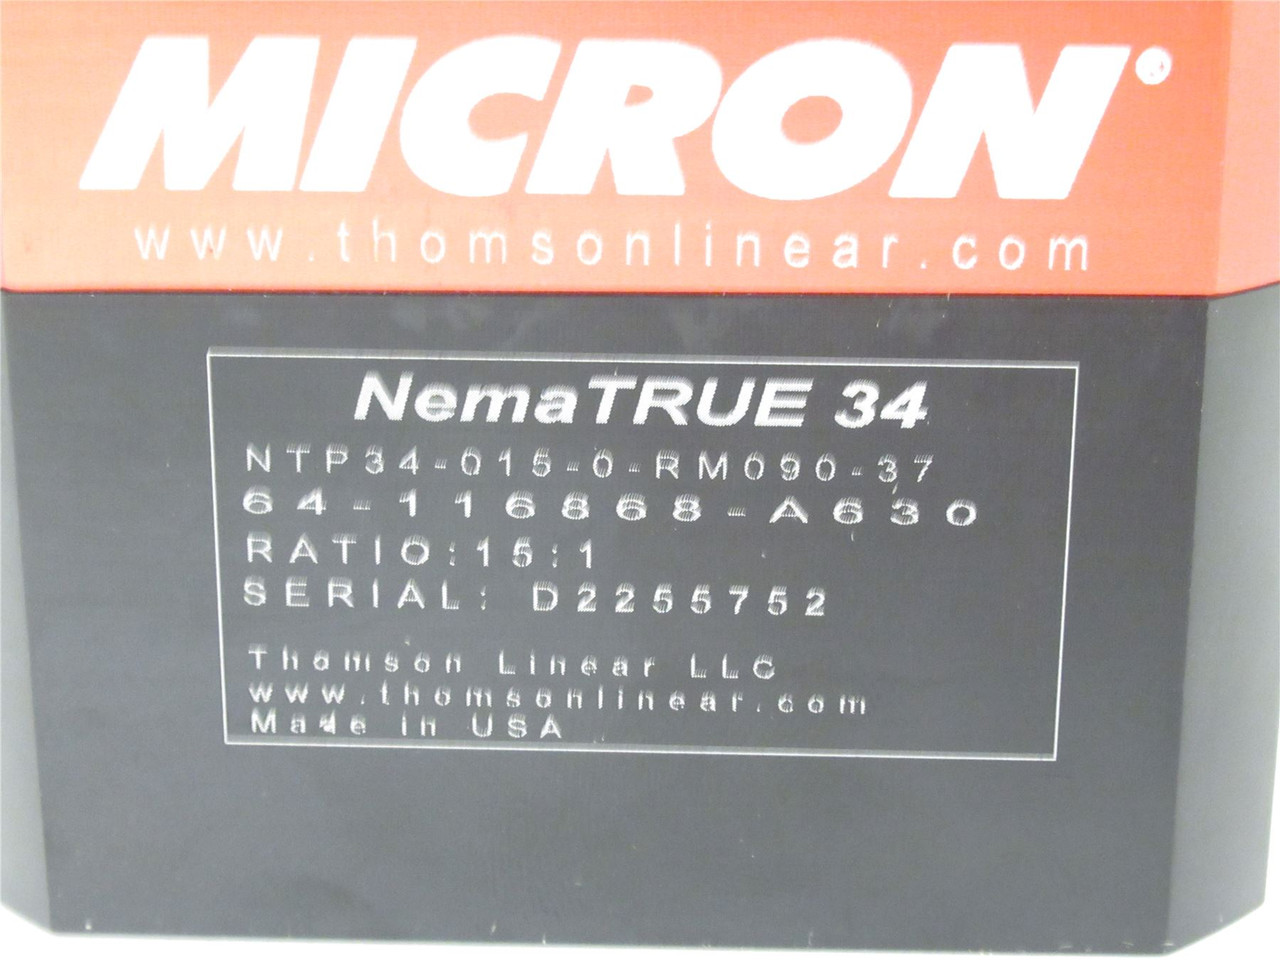 MICRON®
www.thomsonlinear.com
NemaTRUE 34
NTP34-015-0-RM090-37
64-116868-A630
RATIO:15:1
SERIAL: D2255752
Thomson Linear LLC
www.thomsonlinear.com
Made in USA